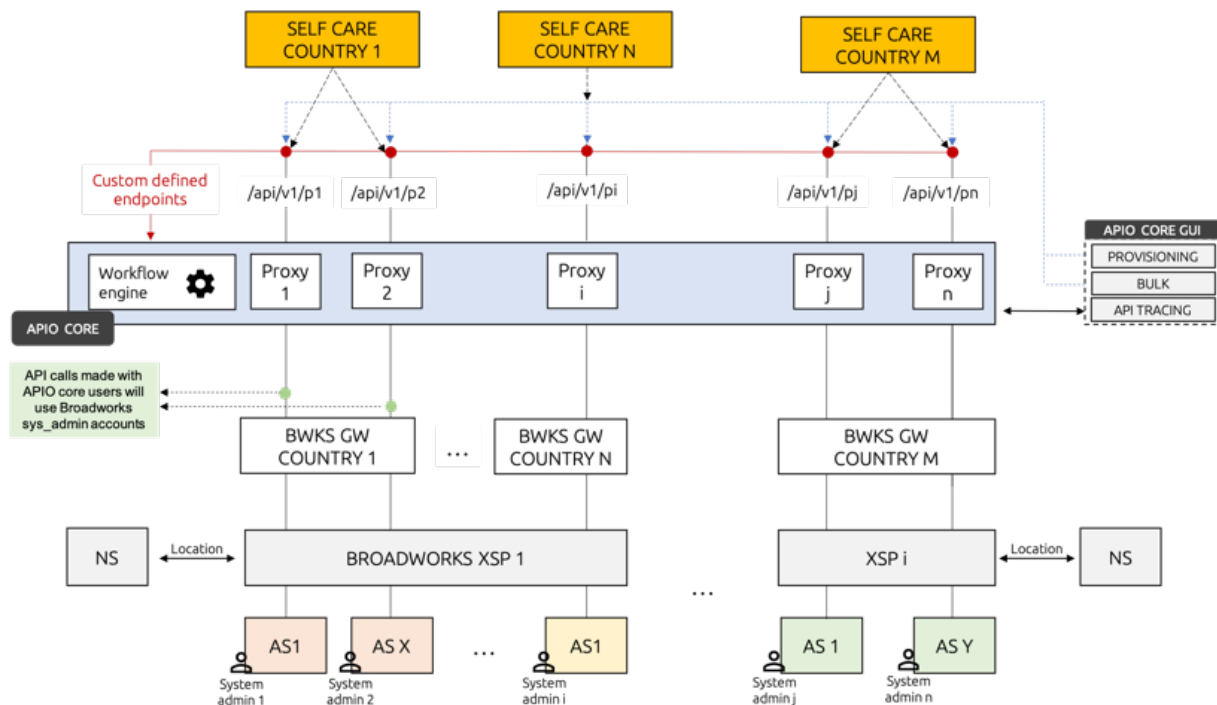 SELF CARE
COUNTRY 1
SELF CARE
COUNTRY N
SELF CARE
COUNTRY M
Custom defined
endpoints
/api/v1/p1
/api/v1/p2
/api/v1/pi
/api/v1/pj
/api/v1/pn
APIO CORE GUI
PROVISIONING
BULK
API TRACING
Workflow
engine
Proxy
1
Proxy
2
Proxy
i
Proxy
j
Proxy
n
APIO CORE
API calls made with
APIO core users will
use Broadworks
sys_admin accounts
BWKS GW
COUNTRY 1
...
BWKS GW
COUNTRY N
BWKS GW
COUNTRY M
NS
Location
BROADWORKS XSP 1
XSP i
Location
NS
...
AS1
AS X
...
AS1
AS 1
AS Y
System
admin 1
System
admin 2
System
admin i
System
admin j
System
admin n